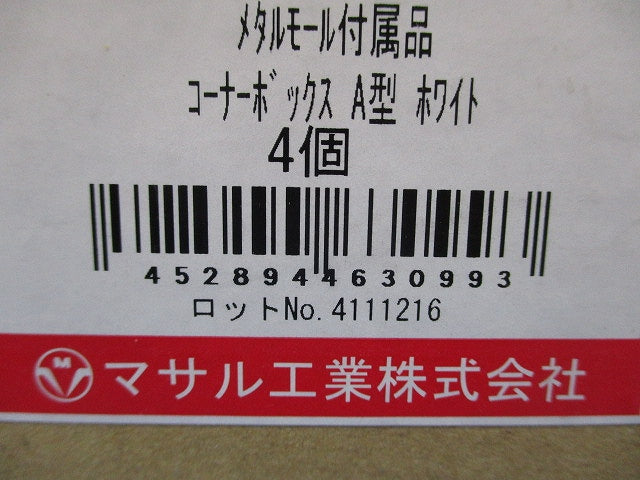 ﾒﾀﾙﾓｰﾙ付属品
ｺｰﾅｰﾎﾞｯｸｽ A型 ﾎﾜｲﾄ
4個
4528944630993
ロットNo.4111216
M マサル工業株式会社